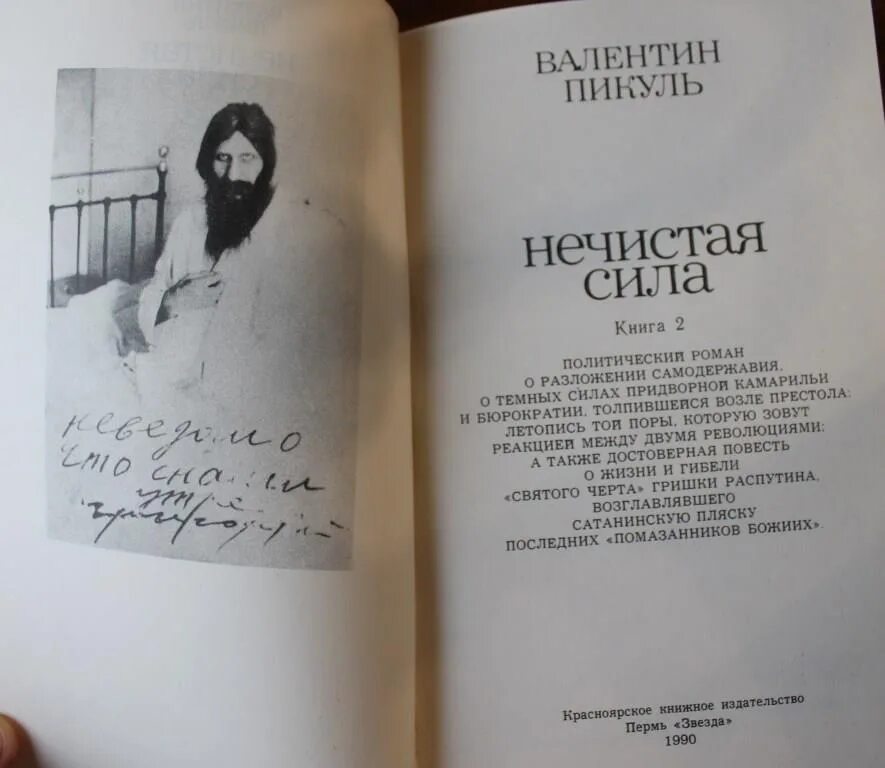 неведомо
что с нами
утре
ВАЛЕНТИН
ПИКУЛЬ
НЕЧИСТАЯ
СИЛА
Книга 2
ПОЛИТИЧЕСКИЙ РОМАН
О РАЗЛОЖЕНИИ САМОДЕРЖАВИЯ,
О ТЕМНЫХ СИЛАХ ПРИДВОРНОЙ КАМАРИЛЬИ
И БЮРОКРАТИИ, ТОЛПИВШЕЙСЯ ВОЗЛЕ ПРЕСТОЛА;
ЛЕТОПИСЬ ТОЙ ПОРЫ, КОТОРУЮ ЗОВУТ
РЕАКЦИЕЙ МЕЖДУ ДВУМЯ РЕВОЛЮЦИЯМИ;
А ТАКЖЕ ДОСТОВЕРНАЯ ПОВЕСТЬ
О ЖИЗНИ И ГИБЕЛИ
«СВЯТОГО ЧЕРТА» ГРИШКИ РАСПУТИНА,
ВОЗГЛАВЛЯВШЕГО
САТАНИНСКУЮ ПЛЯСКУ
ПОСЛЕДНИХ «ПОМАЗАННИКОВ БОЖИИХ».
Красноярское книжное издательство
Пермь «Звезда»
1990